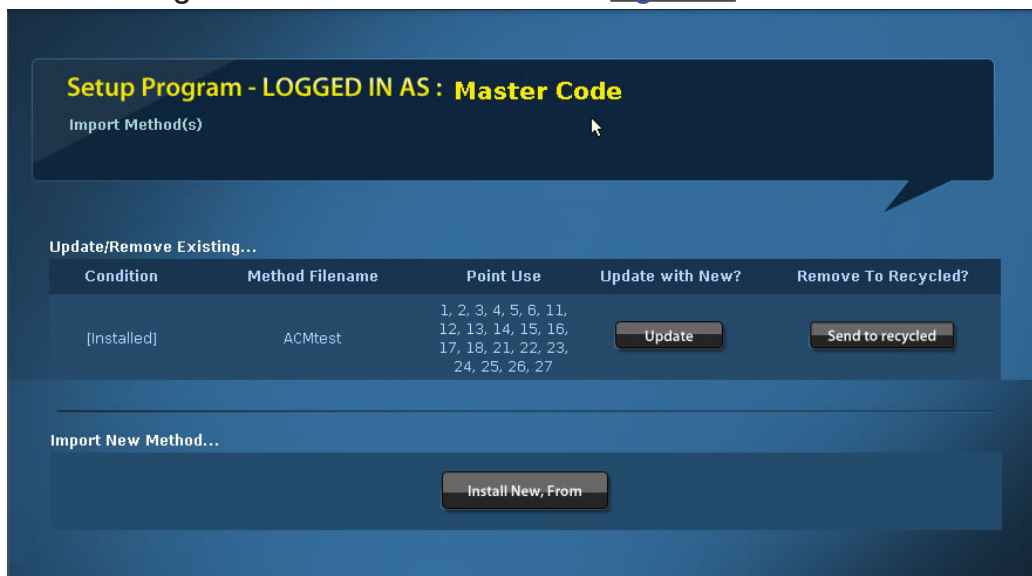 Setup Program - LOGGED IN AS : Master Code
Import Method(s)
Update/Remove Existing...
Condition Method Filename Point Use Update with New? Remove To Recycled?
[Installed] ACMtest 1, 2, 3, 4, 5, 6, 11, Update Send to recycled
12, 13, 14, 15, 16,
17, 18, 21, 22, 23,
24, 25, 26, 27
Import New Method...
Install New, From